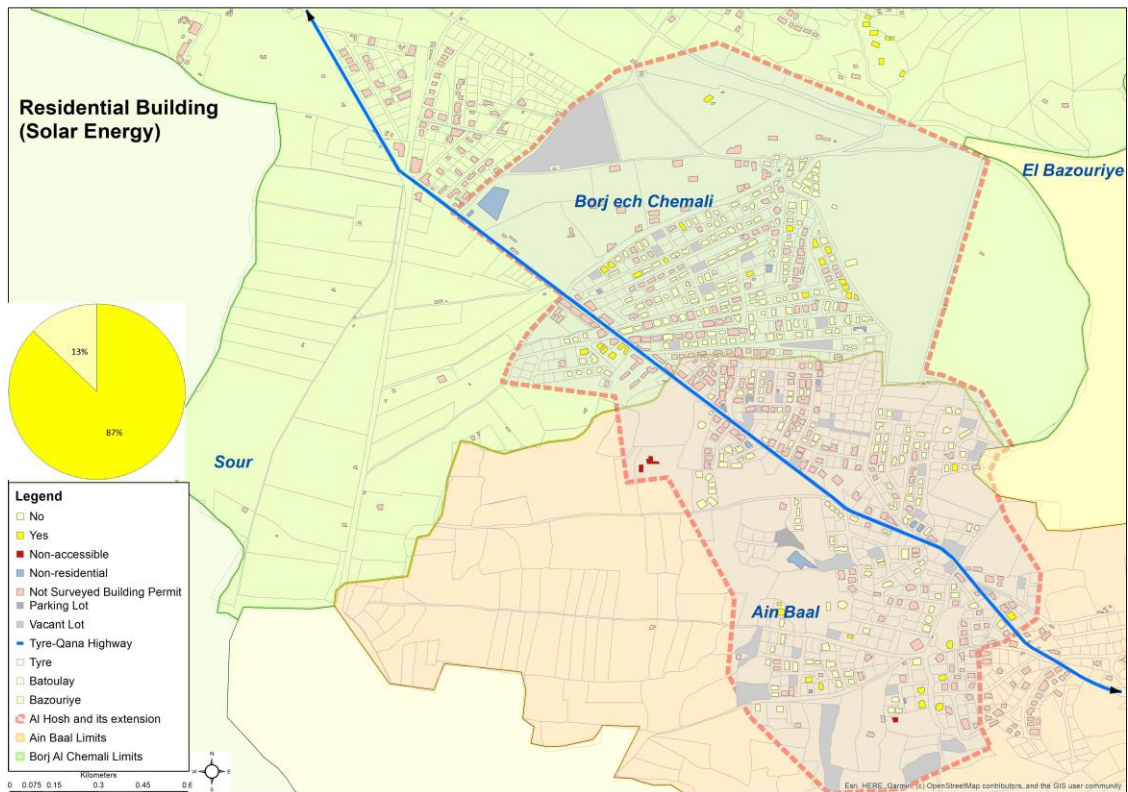 Residential Building
(Solar Energy)
El Bazouriye
Borj ech Chemali
13%
87%
Sour
Ain Baal
Legend
No
Yes
Non-accessible
Non-residential
Not Surveyed Building Permit
Parking Lot
Vacant Lot
Tyre-Qana Highway
Tyre
Batoulay
Bazouriye
Al Hosh and its extension
Ain Baal Limits
Borj Al Chemali Limits
Kilometers
0 0.075 0.15 0.3 0.45 0.6
N
W E
S
Esri, HERE, Garmin, (c) OpenStreetMap contributors, and the GIS user community